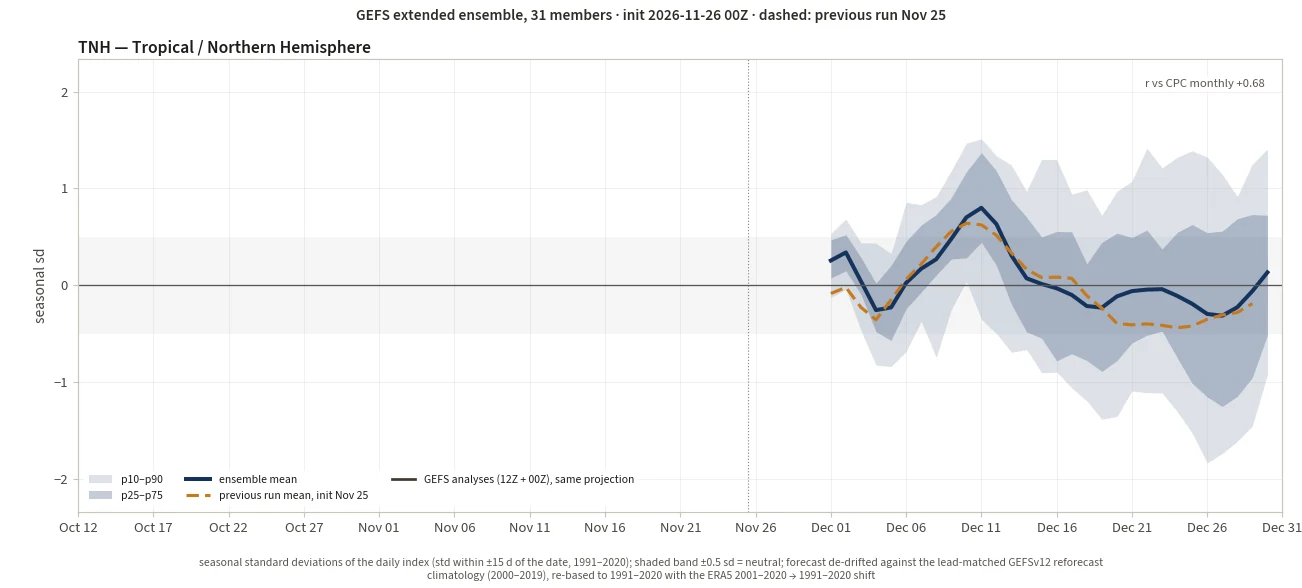 GEFS extended ensemble, 31 members · init 2026-11-26 00Z · dashed: previous run Nov 25
TNH — Tropical / Northern Hemisphere
r vs CPC monthly +0.68
seasonal sd
2
1
0
−1
−2
p10–p90
p25–p75
ensemble mean
previous run mean, init Nov 25
GEFS analyses (12Z + 00Z), same projection
Oct 12 Oct 17 Oct 22 Oct 27 Nov 01 Nov 06 Nov 11 Nov 16 Nov 21 Nov 26 Dec 01 Dec 06 Dec 11 Dec 16 Dec 21 Dec 26 Dec 31
seasonal standard deviations of the daily index (std within ±15 d of the date, 1991–2020); shaded band ±0.5 sd = neutral; forecast de-drifted against the lead-matched GEFSv12 reforecast
climatology (2000–2019), re-based to 1991–2020 with the ERA5 2001–2020 → 1991–2020 shift